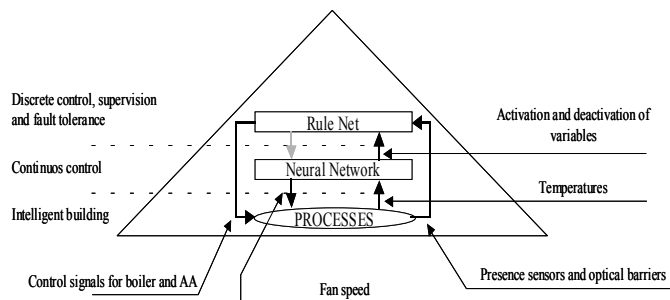 Discrete control, supervision
and fault tolerance
Rule Net
Activation and deactivation of
variables
Continuos control
Neural Network
Temperatures
Intelligent building
PROCESSES
Control signals for boiler and AA
Fan speed
Presence sensors and optical barriers